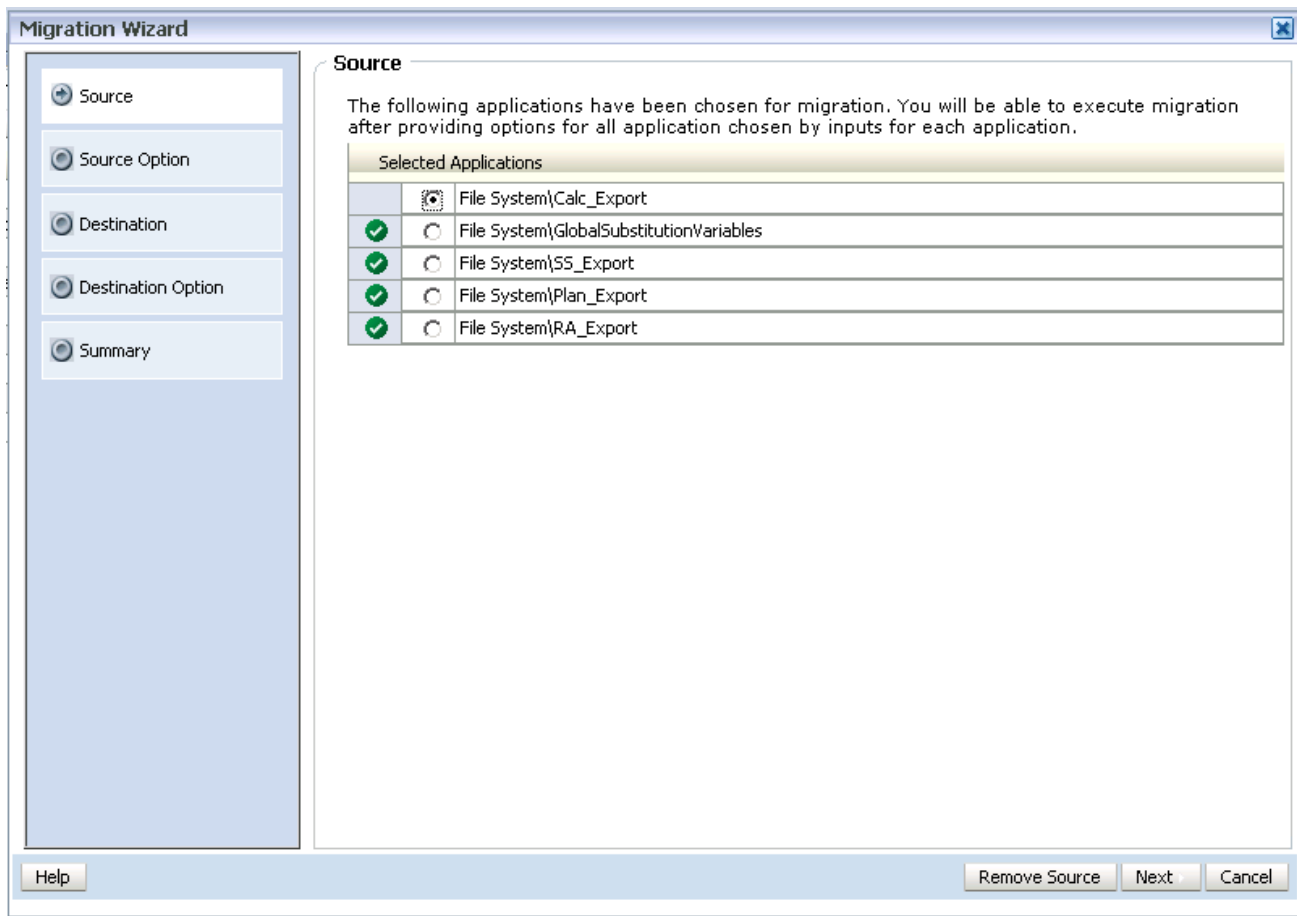 Migration Wizard
Source
Source Option
Destination
Destination Option
Summary
Source
The following applications have been chosen for migration. You will be able to execute migration
after providing options for all application chosen by inputs for each application.
Selected Applications
File System\Calc_Export
File System\GlobalSubstitutionVariables
File System\SS_Export
File System\Plan_Export
File System\RA_Export
Help
Remove Source
Next
Cancel